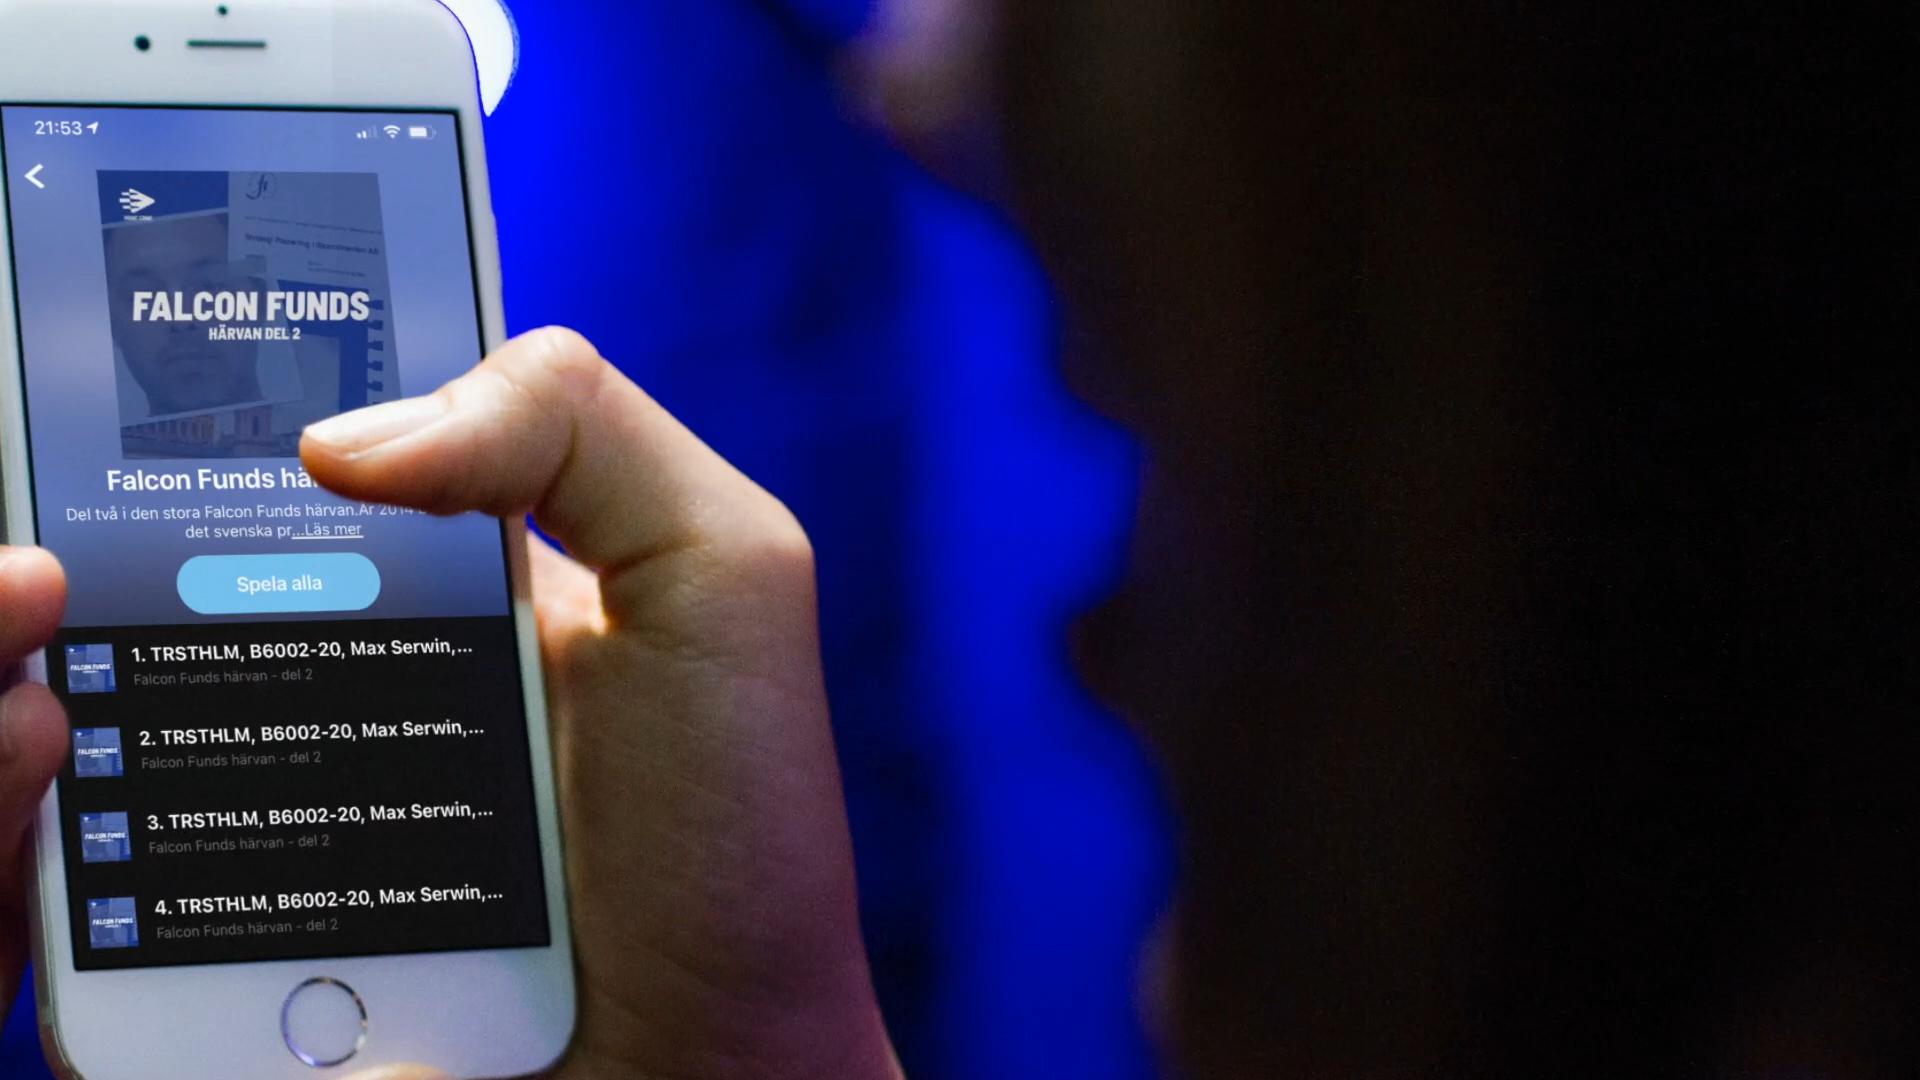 21:53
FALCON FUNDS
HÄRVAN DEL 2
Falcon Funds
Del två i den stora Falcon Funds härvan.År 2014
det svenska pr...Läs mer
Spela alla
1. TRSTHLM, B6002-20, Max Serwin,...
Falcon Funds härvan - del 2
2. TRSTHLM, B6002-20, Max Serwin,...
Falcon Funds härvan - del 2
3. TRSTHLM, B6002-20, Max Serwin,...
Falcon Funds härvan - del 2
4. TRSTHLM, B6002-20, Max Serwin,...
Falcon Funds härvan - del 2